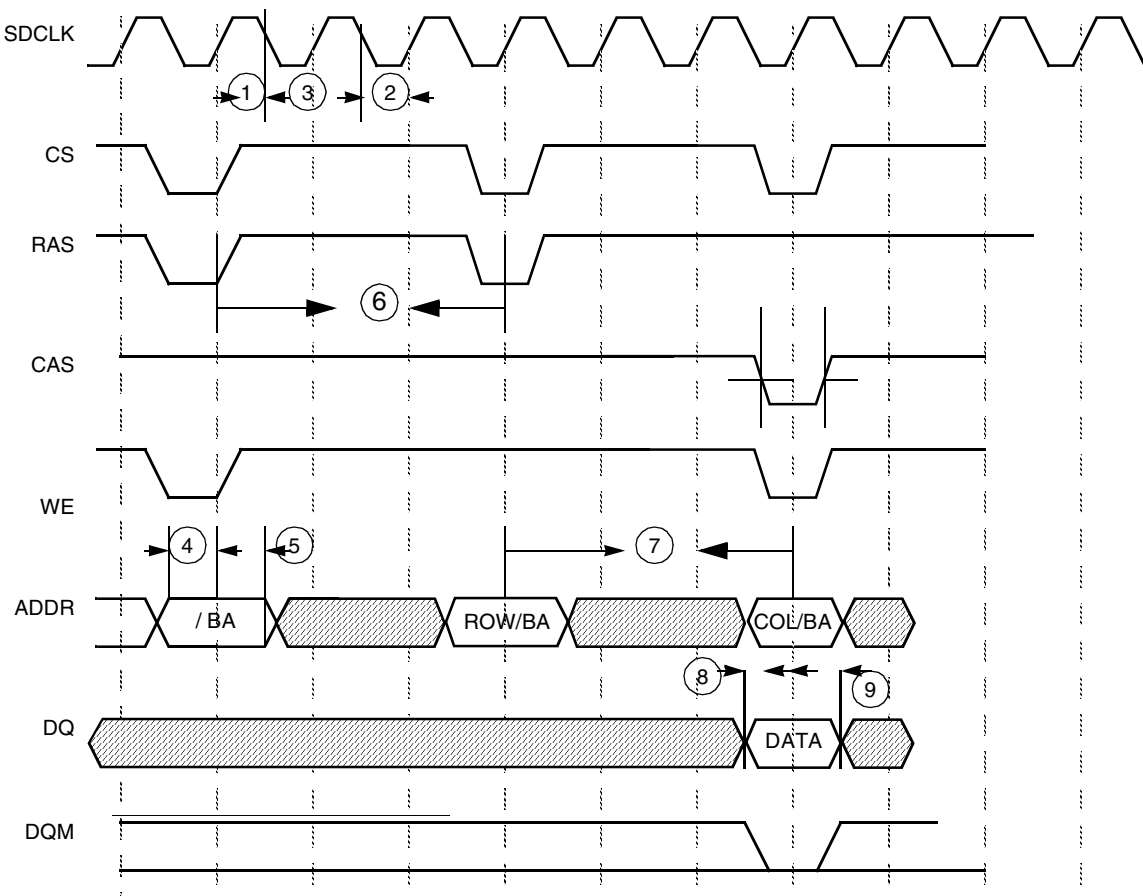 SDCLK
1 3 2
CS
RAS
6
CAS
WE
4 5 7
ADDR / BA ROW/BA COL/BA
8 9
DQ DATA
DQM